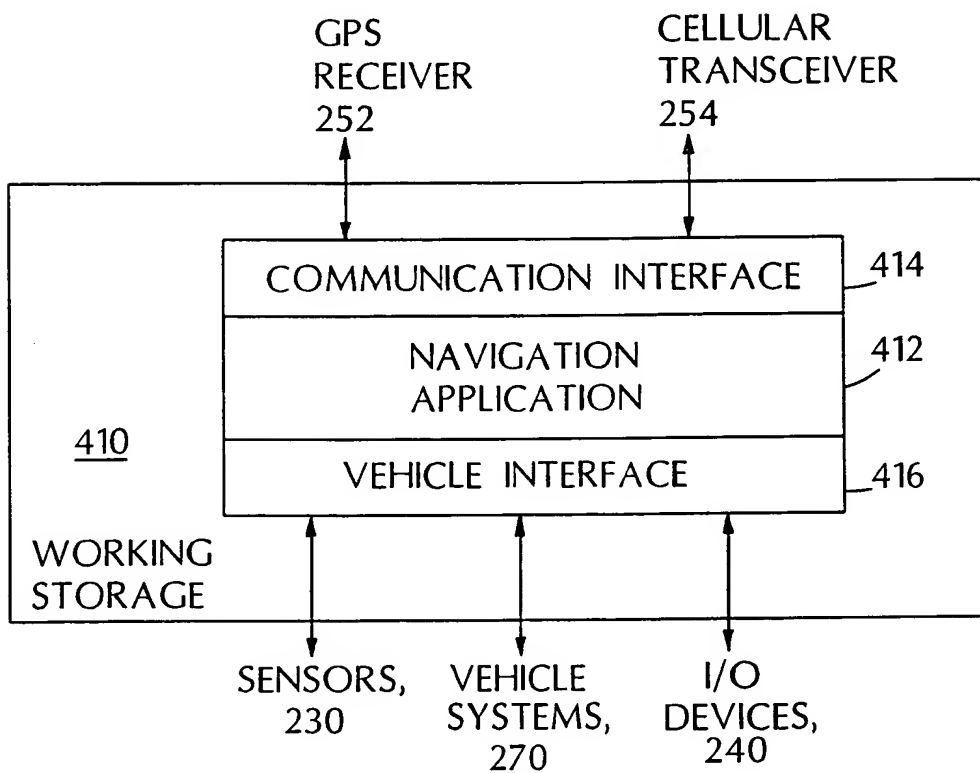 GPS
RECEIVER
252
CELLULAR
TRANSCEIVER
254
COMMUNICATION INTERFACE
414
NAVIGATION
APPLICATION
412
410
VEHICLE INTERFACE
416
WORKING
STORAGE
SENSORS,
230
VEHICLE
SYSTEMS,
270
I/O
DEVICES,
240